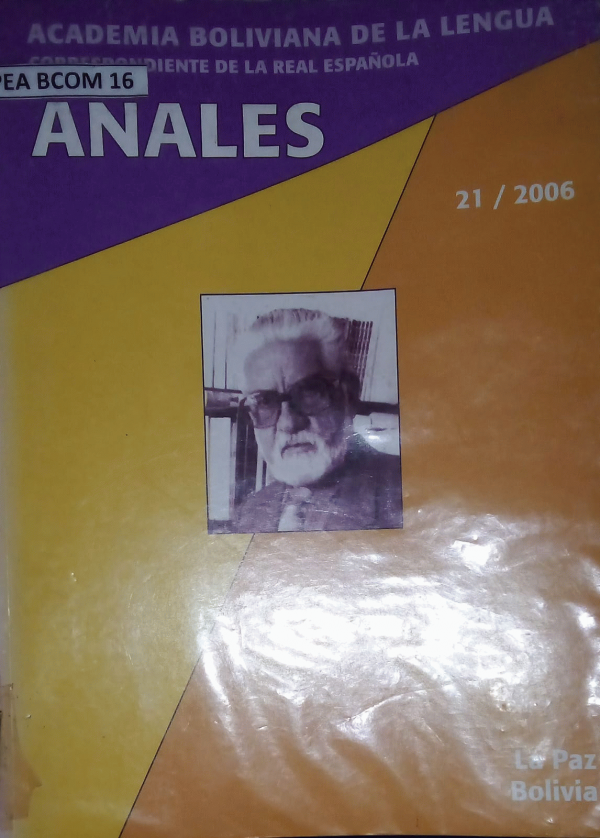 ACADEMIA BOLIVIANA DE LA LENGUA
CORRESPONDIENTE DE LA REAL ESPAÑOLA
PEA BCOM 16
ANALES
21 / 2006
La Paz
Bolivia